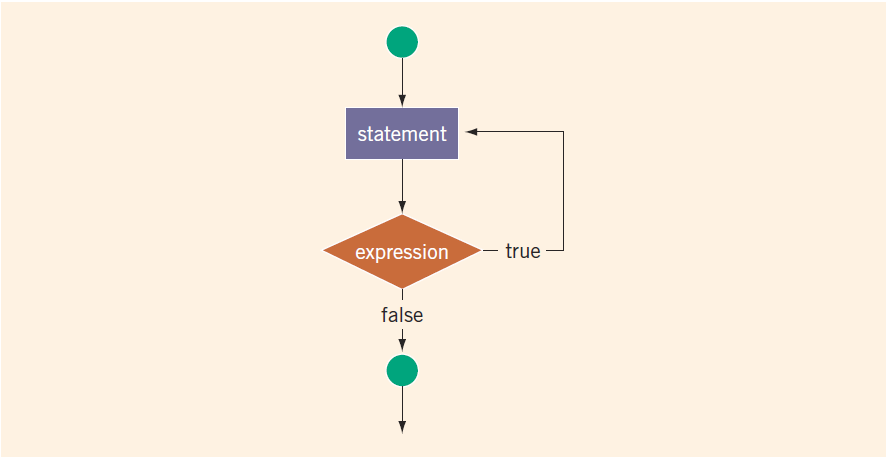 statement
expression
true
false